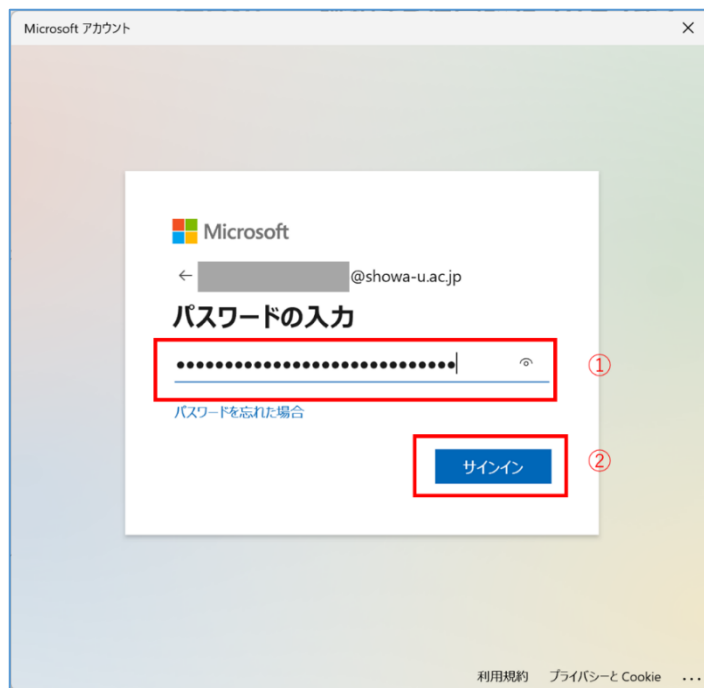 Microsoft アカウント
Microsoft
@showa-u.ac.jp
パスワードの入力
①
パスワードを忘れた場合
サインイン
②
利用規約 プライバシーと Cookie ...